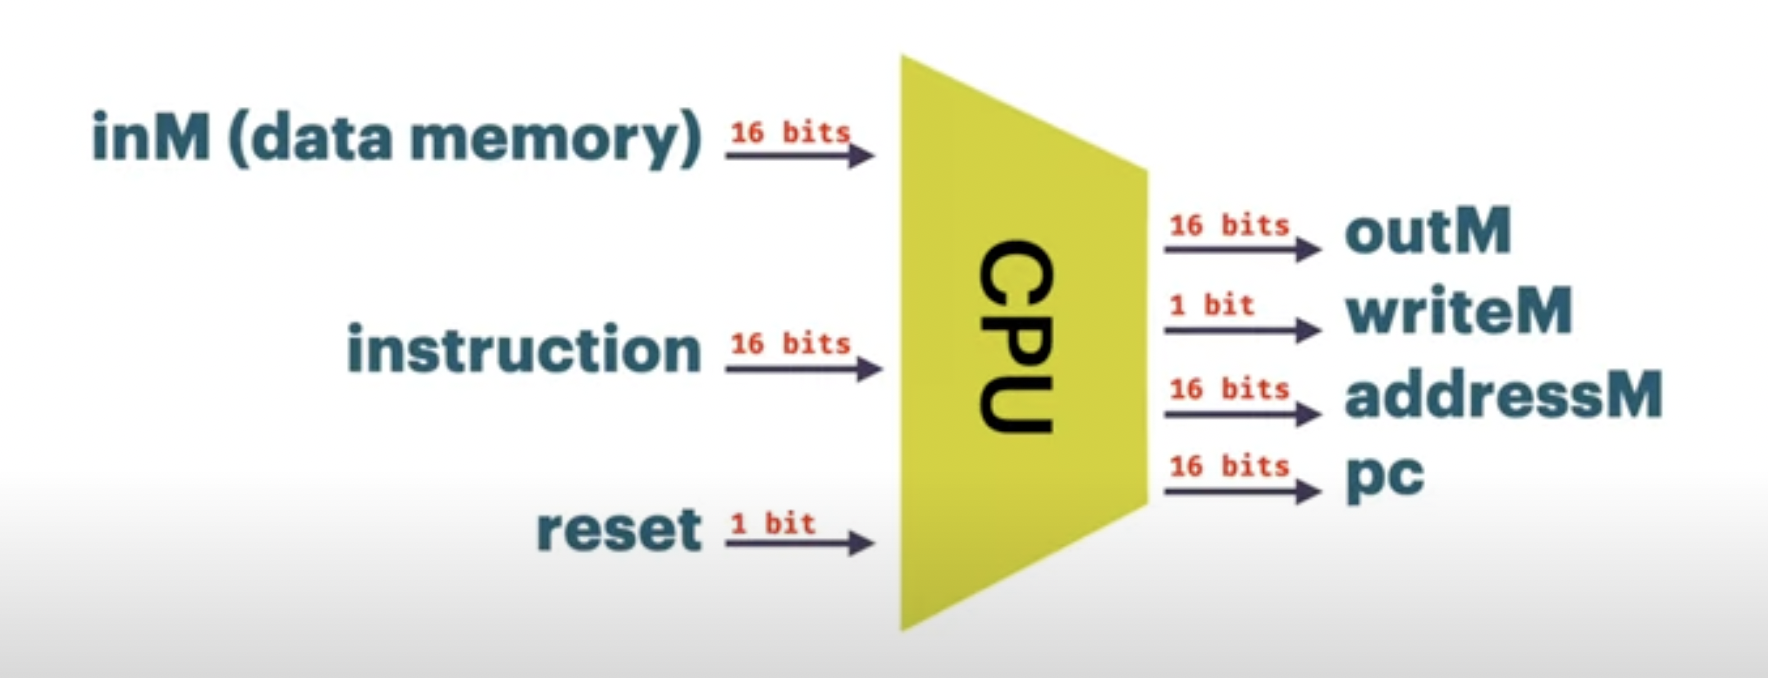 inM (data memory) 16 bits
instruction 16 bits
reset 1 bit
CPU
16 bits outM
1 bit writeM
16 bits addressM
16 bits pc